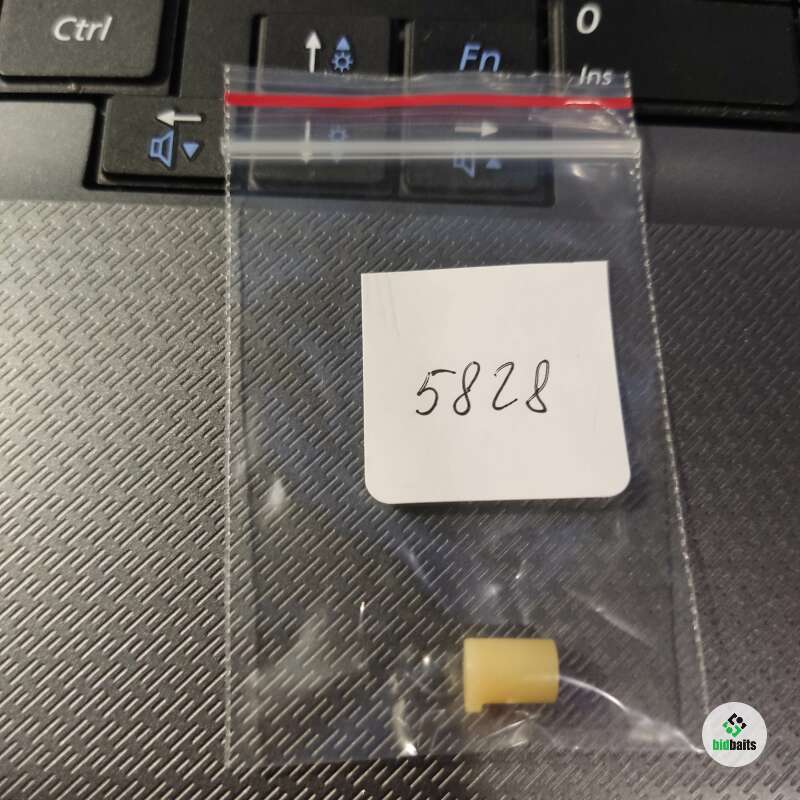 Ctrl
Fn
0
Ins
5828
bidbaits